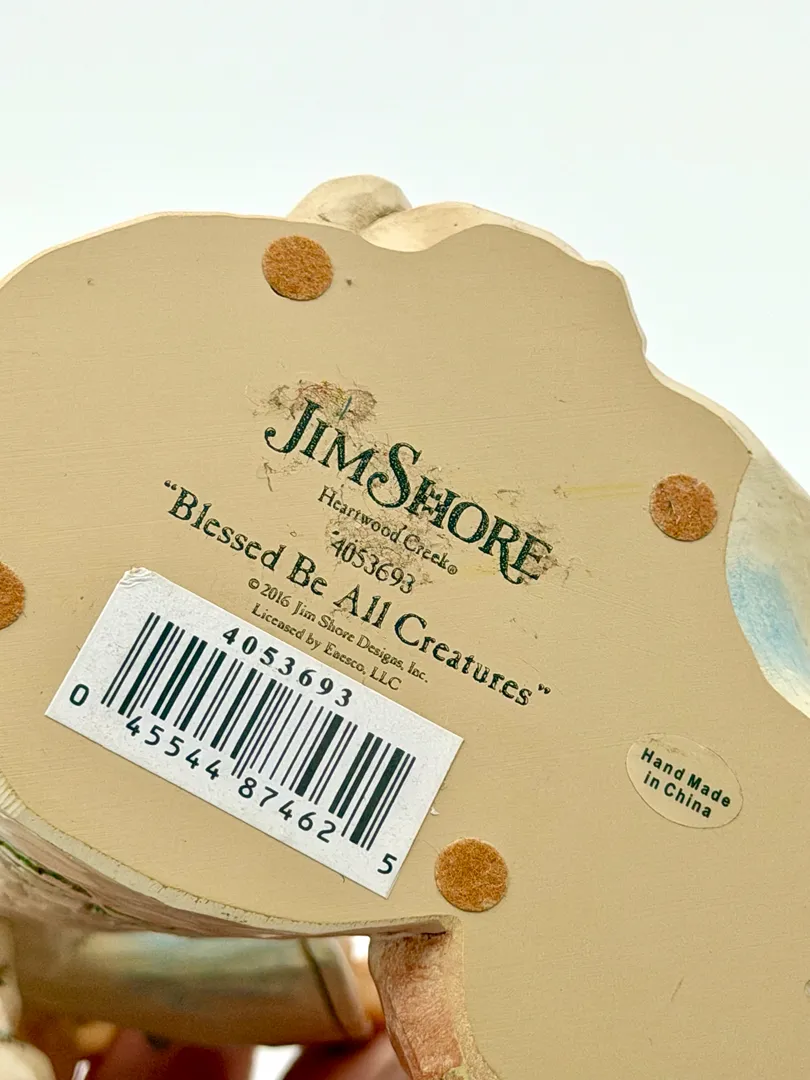 JIM SHORE
Heartwood Creek®
4053693
“Blessed Be All Creatures”
© 2016 Jim Shore Designs, Inc.
Licensed by Enesco, LLC
4053693
0 45544 87462 5
Hand Made
in China